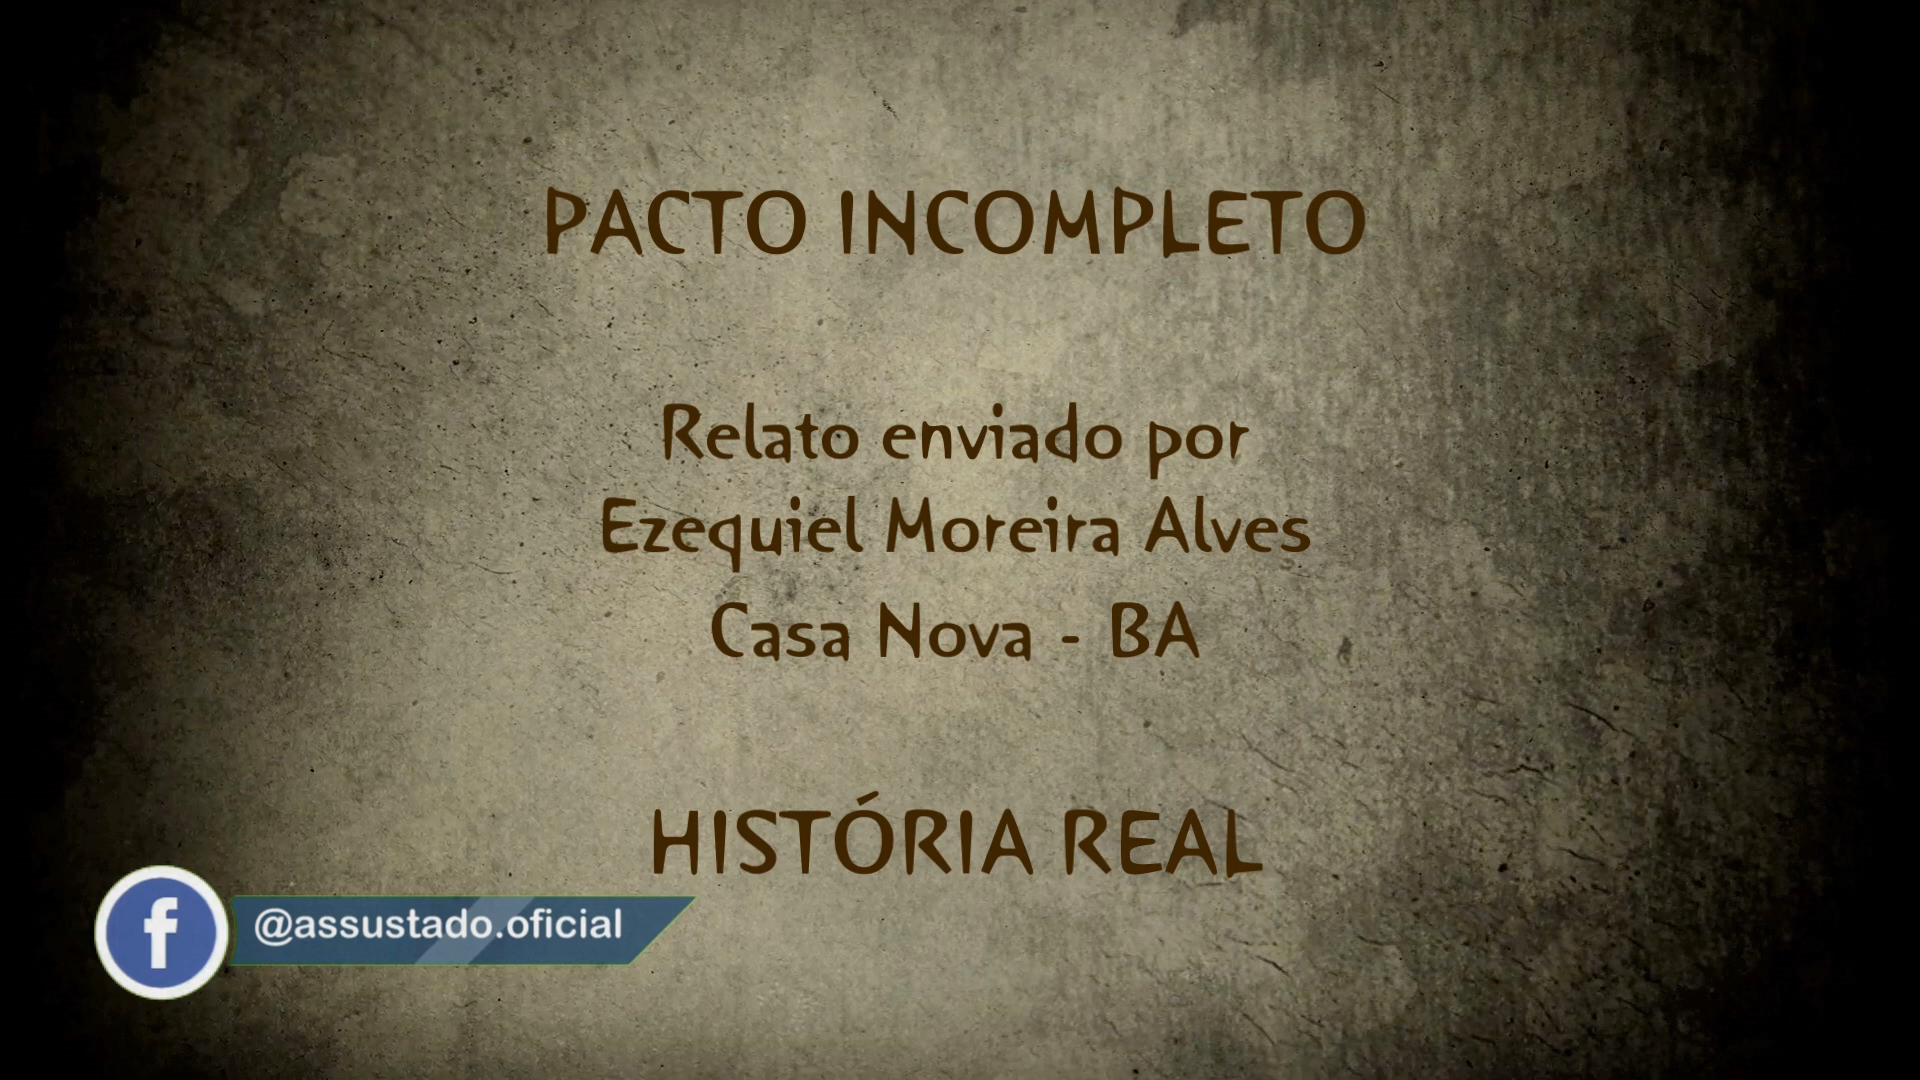 PACTO INCOMPLETO
Relato enviado por
Ezequiel Moreira Alves
Casa Nova - BA
HISTÓRIA REAL
f @assustado.oficial